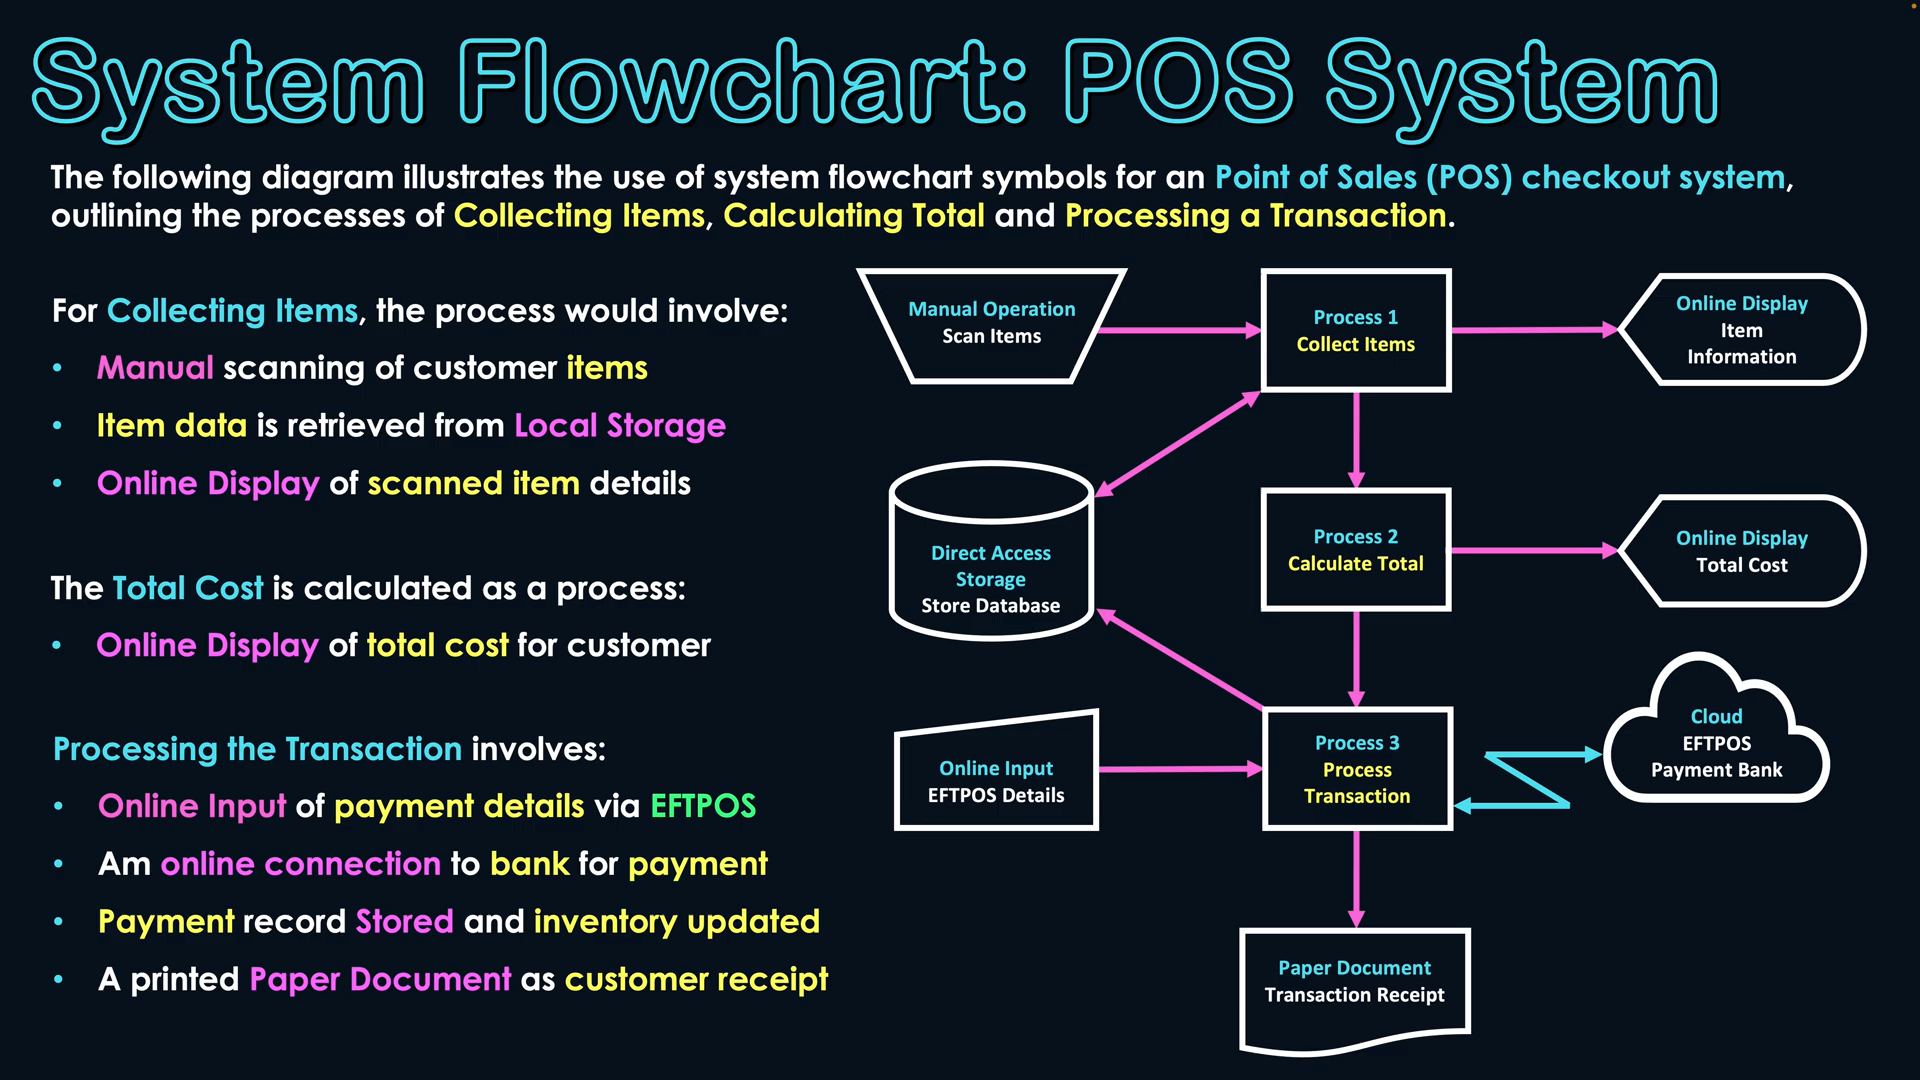 System Flowchart: POS System
The following diagram illustrates the use of system flowchart symbols for an Point of Sales (POS) checkout system,
outlining the processes of Collecting Items, Calculating Total and Processing a Transaction.
For Collecting Items, the process would involve:
• Manual scanning of customer items
• Item data is retrieved from Local Storage
• Online Display of scanned item details
The Total Cost is calculated as a process:
• Online Display of total cost for customer
Processing the Transaction involves:
• Online Input of payment details via EFTPOS
• Am online connection to bank for payment
• Payment record Stored and inventory updated
• A printed Paper Document as customer receipt
Manual Operation
Scan Items
Process 1
Collect Items
Online Display
Item
Information
Direct Access
Storage
Store Database
Process 2
Calculate Total
Online Display
Total Cost
Online Input
EFTPOS Details
Process 3
Process
Transaction
Cloud
EFTPOS
Payment Bank
Paper Document
Transaction Receipt